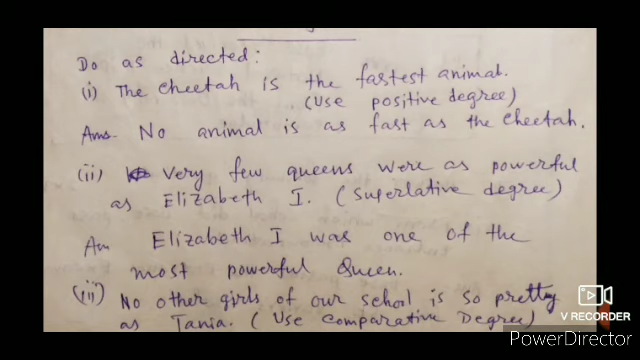 Do as directed:
(i) The cheetah is the fastest animal.
(Use positive degree)
Ans. No animal is as fast as the cheetah.
(ii) Very few queens were as powerful
as Elizabeth I. (Superlative degree)
An Elizabeth I was one of the
most powerful Queen.
(iii) No other girls of our school is so pretty
as Tania. (Use comparative Degree)
V RECORDER
PowerDirector